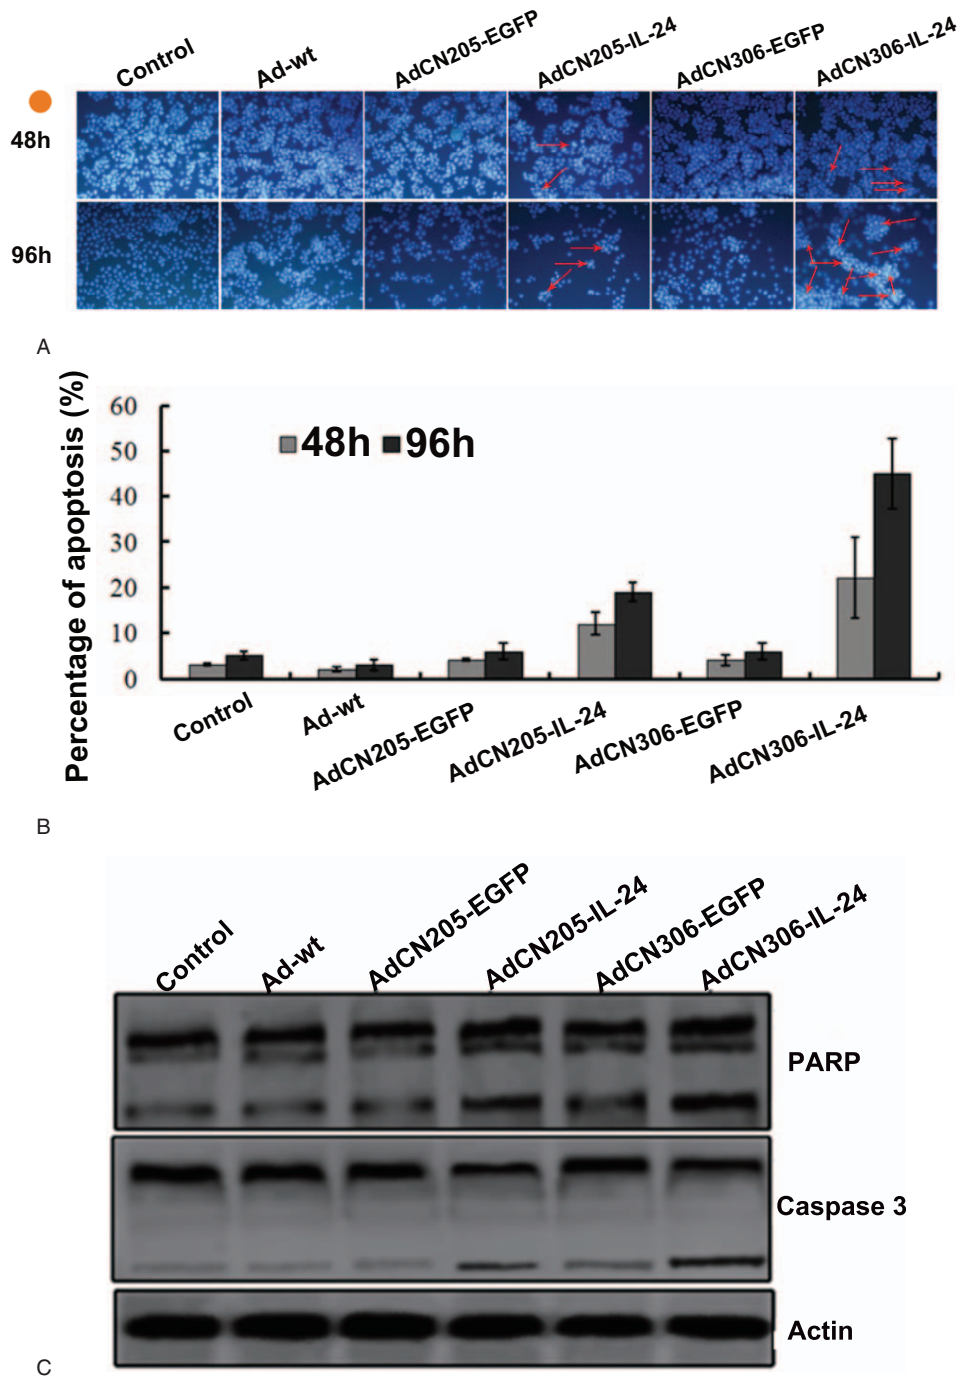 Control Ad-wt AdCN205-EGFP AdCN205-IL-24 AdCN306-EGFP AdCN306-IL-24
48h
96h
A
Percentage of apoptosis (%)
60
50
40
30
20
10
0
48h 96h
Control Ad-wt AdCN205-EGFP AdCN205-IL-24 AdCN306-EGFP AdCN306-IL-24
B
Control Ad-wt AdCN205-EGFP AdCN205-IL-24 AdCN306-EGFP AdCN306-IL-24
PARP
Caspase 3
Actin
C